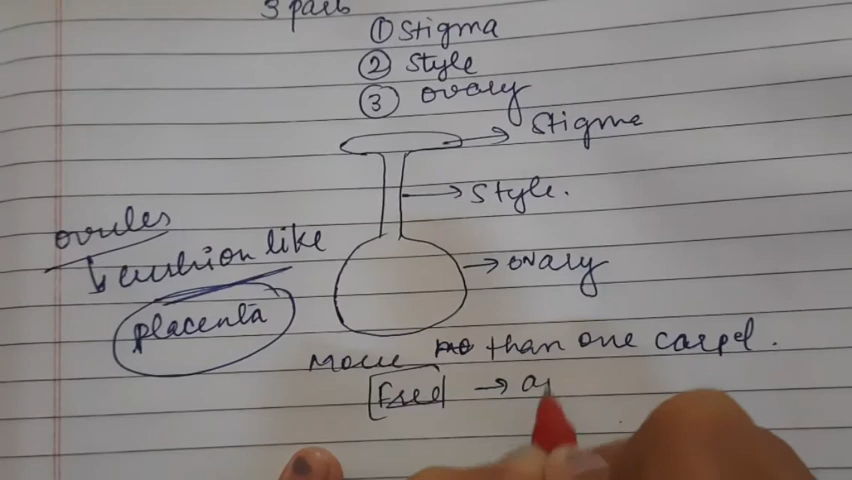 3 parts
① Stigma
② Style
③ ovary
Stigma
Style.
ovules
cushion like
ovary
placenta
More than one carpel.
Free → a